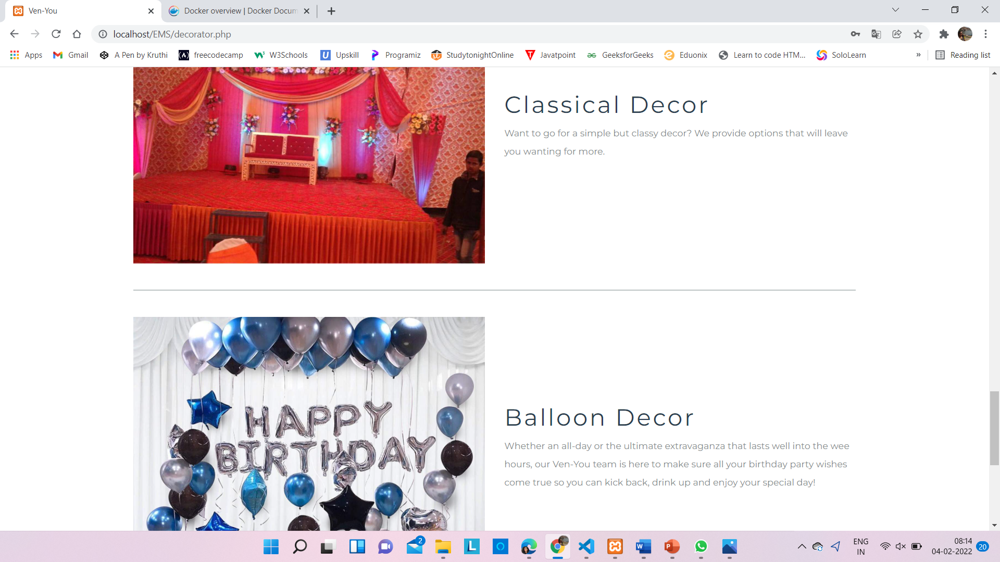 Ven-You
Docker overview | Docker Docum
localhost/EMS/decorator.php
Apps
Gmail
A Pen by Kruthi
freecodecamp
W3Schools
Upskill
Programiz
StudytonightOnline
Javatpoint
GeeksforGeeks
Eduonix
Learn to code HTM...
SoloLearn
»
Reading list
Classical Decor
Want to go for a simple but classy decor? We provide options that will leave
you wanting for more.
HAPPY
BIRTHDAY
Balloon Decor
Whether an all-day or the ultimate extravaganza that lasts well into the wee
hours, our Ven-You team is here to make sure all your birthday party wishes
come true so you can kick back, drink up and enjoy your special day!
2
L
W
P
ENG
IN
08:14
04-02-2022
20